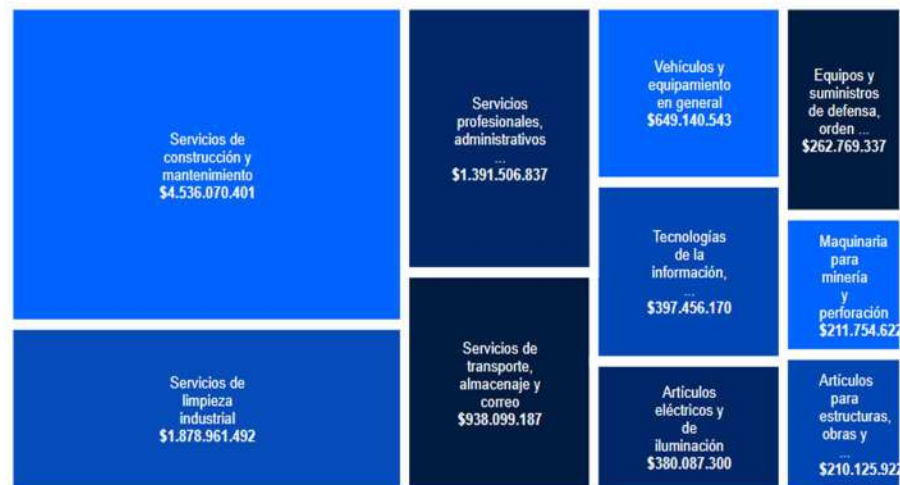 Servicios de
construcción y
mantenimiento
$4.536.070.401
Servicios de
limpieza
industrial
$1.878.961.492
Servicios
profesionales,
administrativos
...
$1.391.506.837
Servicios de
transporte,
almacenaje y
correo
$938.099.187
Vehículos y
equipamiento
en general
$649.140.543
Tecnologías
de la
información,
...
$397.456.170
Artículos
eléctricos y
de
iluminación
$380.087.300
Equipos y
suministros
de defensa,
orden ...
$262.769.337
Maquinaria
para
minería
y
perforación
$211.754.622
Artículos
para
estructuras,
obras y
...
$210.125.922